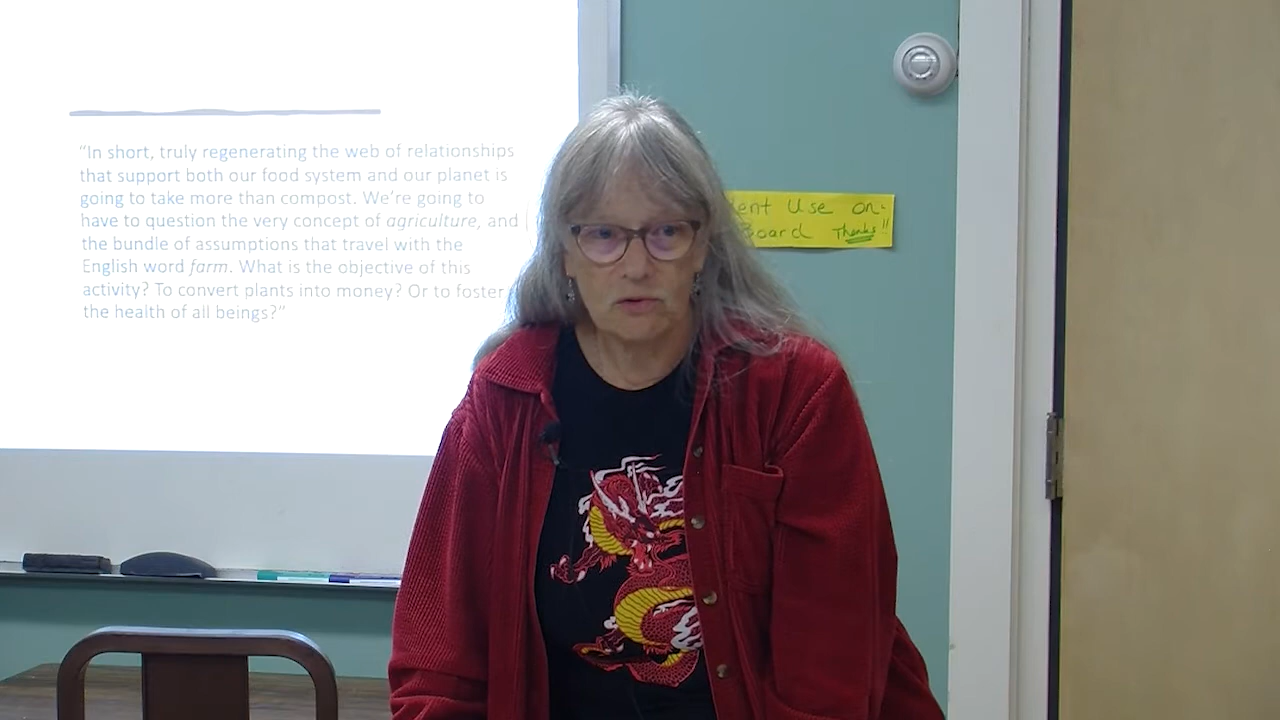 “In short, truly regenerating the web of relationships
that support both our food system and our planet is
going to take more than compost. We’re going to
have to question the very concept of agriculture, and
the bundle of assumptions that travel with the
English word farm. What is the objective of this
activity? To convert plants into money? Or to foster
the health of all beings?”
Use on-
Board Thanks!!